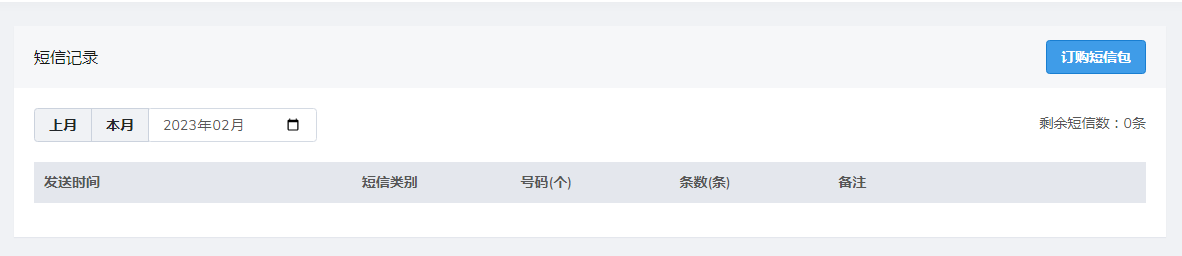 短信记录 订购短信包
上月 本月 2023年02月 剩余短信数：0条
发送时间 短信类别 号码(个) 条数(条) 备注